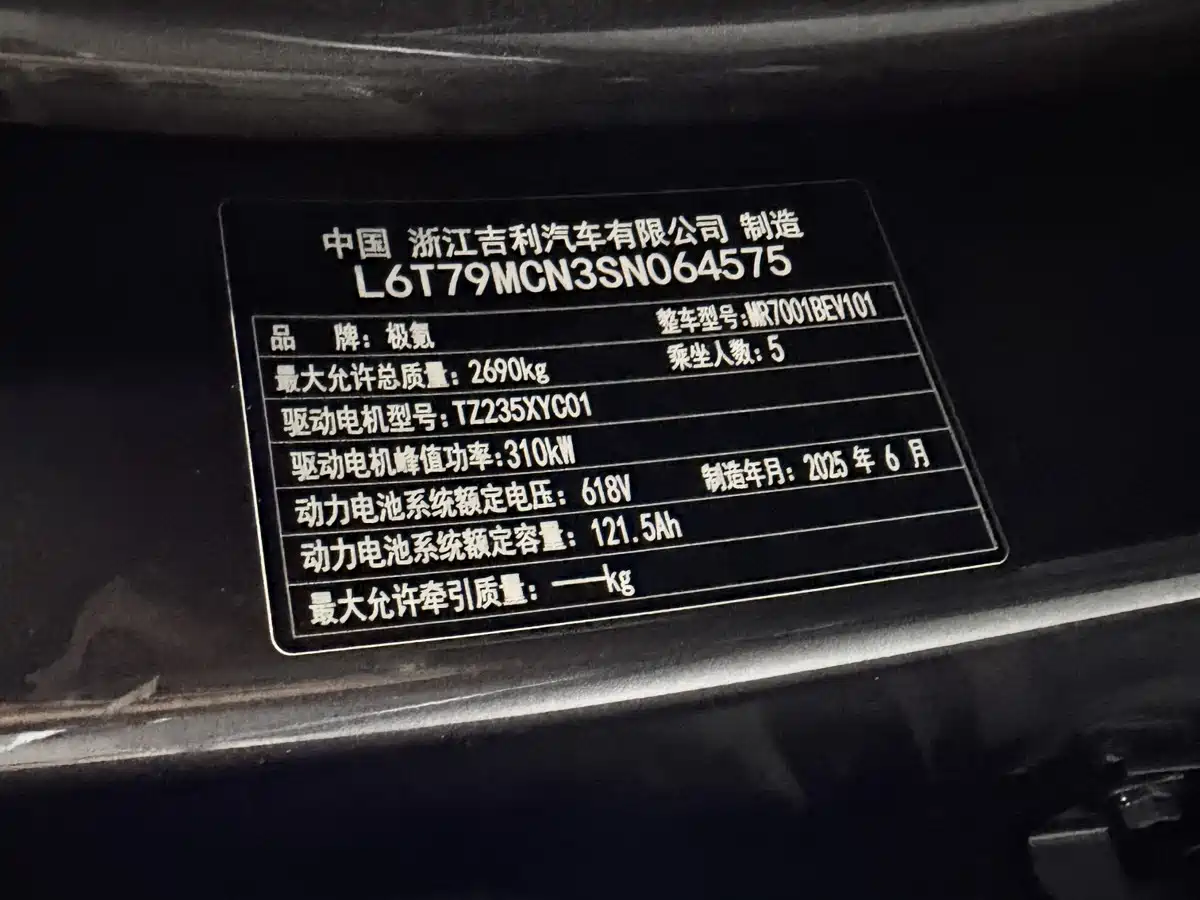 中国 浙江吉利汽车有限公司 制造
L6T79MCN3SN064575
品 牌：极氪 整车型号：MR7001BEV101
最大允许总质量：2690kg 乘坐人数：5
驱动电机型号：TZ235XYC01
驱动电机峰值功率：310kW
动力电池系统额定电压：618V 制造年月：2025 年 6 月
动力电池系统额定容量：121.5Ah
最大允许牵引质量：——kg